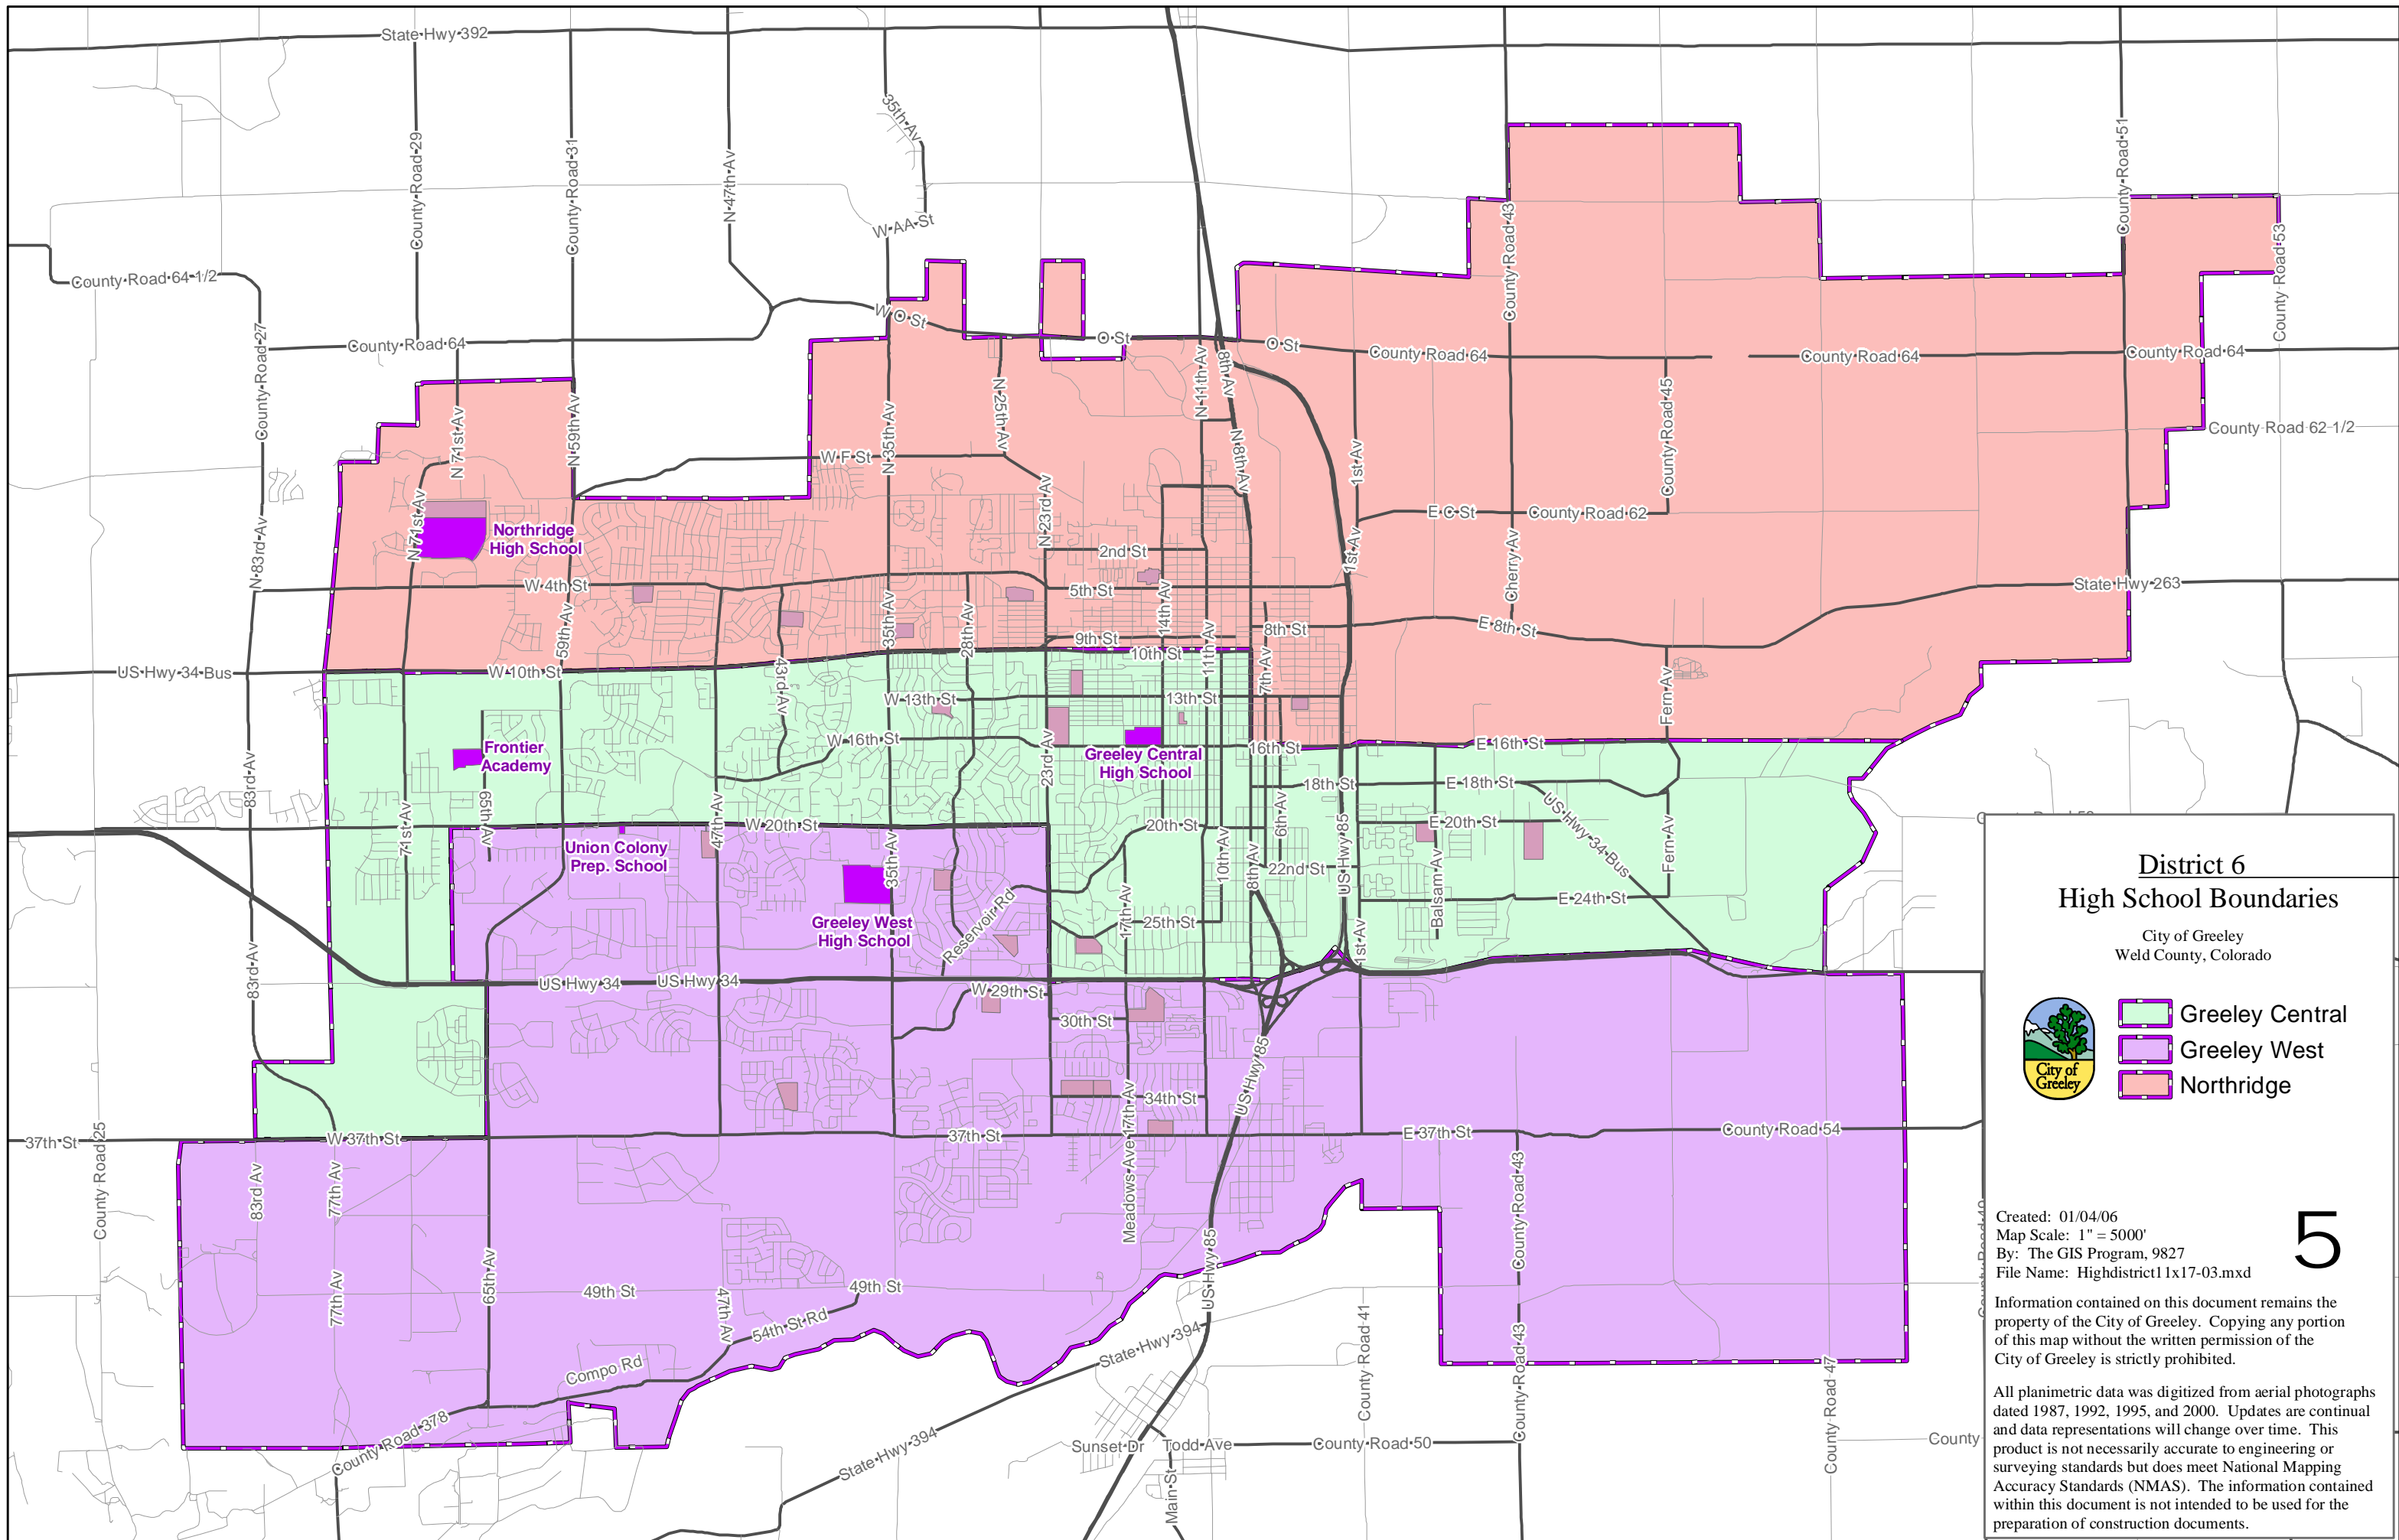 State Hwy 392
35th Av
County Road 29
County Road 31
N 47th Av
County Road 51
W AA St
County Road 43
County Road 53
County Road 64 1/2
County Road 27
W O St
O St
O St
County Road 64
County Road 64
County Road 64
County Road 64
8th Av
N 11th Av
N 25th Av
N 71st Av
N 59th Av
N 35th Av
County Road 45
County Road 62 1/2
W F St
N 8th Av
1st Av
N 71st Av
N 23rd Av
E C St
County Road 62
Northridge
High School
N 83rd Av
2nd St
1st Av
Cherry Av
W 4th St
5th St
State Hwy 263
14th Av
59th Av
35th Av
28th Av
9th St
11th Av
8th St
E 8th St
US Hwy 34 Bus
W 10th St
10th St
7th Av
43rd Av
W 13th St
13th St
Fern Av
W 16th St
16th St
E 16th St
Frontier
Academy
23rd Av
Greeley Central
High School
83rd Av
18th St
E 18th St
65th Av
71st Av
47th Av
W 20th St
20th St
6th Av
E 20th St
US Hwy 34 Bus
Fern Av
Union Colony
Prep. School
35th Av
10th Av
8th Av
22nd St
US Hwy 85
Balsam Av
Greeley West
High School
Reservoir Rd
17th Av
25th St
E 24th St
1st Av
83rd Av
US Hwy 34
US Hwy 34
W 29th St
30th St
US Hwy 85
34th St
17th Av
37th St
County Road 25
W 37th St
37th St
E 37th St
County Road 54
83rd Av
77th Av
Meadows Ave
County Road 43
County Road 49
65th Av
77th Av
49th St
47th Av
49th St
54th St Rd
US Hwy 85
State Hwy 394
County Road 41
County Road 43
County Road 47
Compo Rd
County Road 378
State Hwy 394
Sunset Dr
Todd Ave
Main St
County Road 50
County
District 6
High School Boundaries
City of Greeley
Weld County, Colorado
City of
Greeley
Greeley Central
Greeley West
Northridge
Created: 01/04/06
Map Scale: 1" = 5000'
By: The GIS Program, 9827
File Name: Highdistrict11x17-03.mxd
5
Information contained on this document remains the
property of the City of Greeley. Copying any portion
of this map without the written permission of the
City of Greeley is strictly prohibited.
All planimetric data was digitized from aerial photographs
dated 1987, 1992, 1995, and 2000. Updates are continual
and data representations will change over time. This
product is not necessarily accurate to engineering or
surveying standards but does meet National Mapping
Accuracy Standards (NMAS). The information contained
within this document is not intended to be used for the
preparation of construction documents.